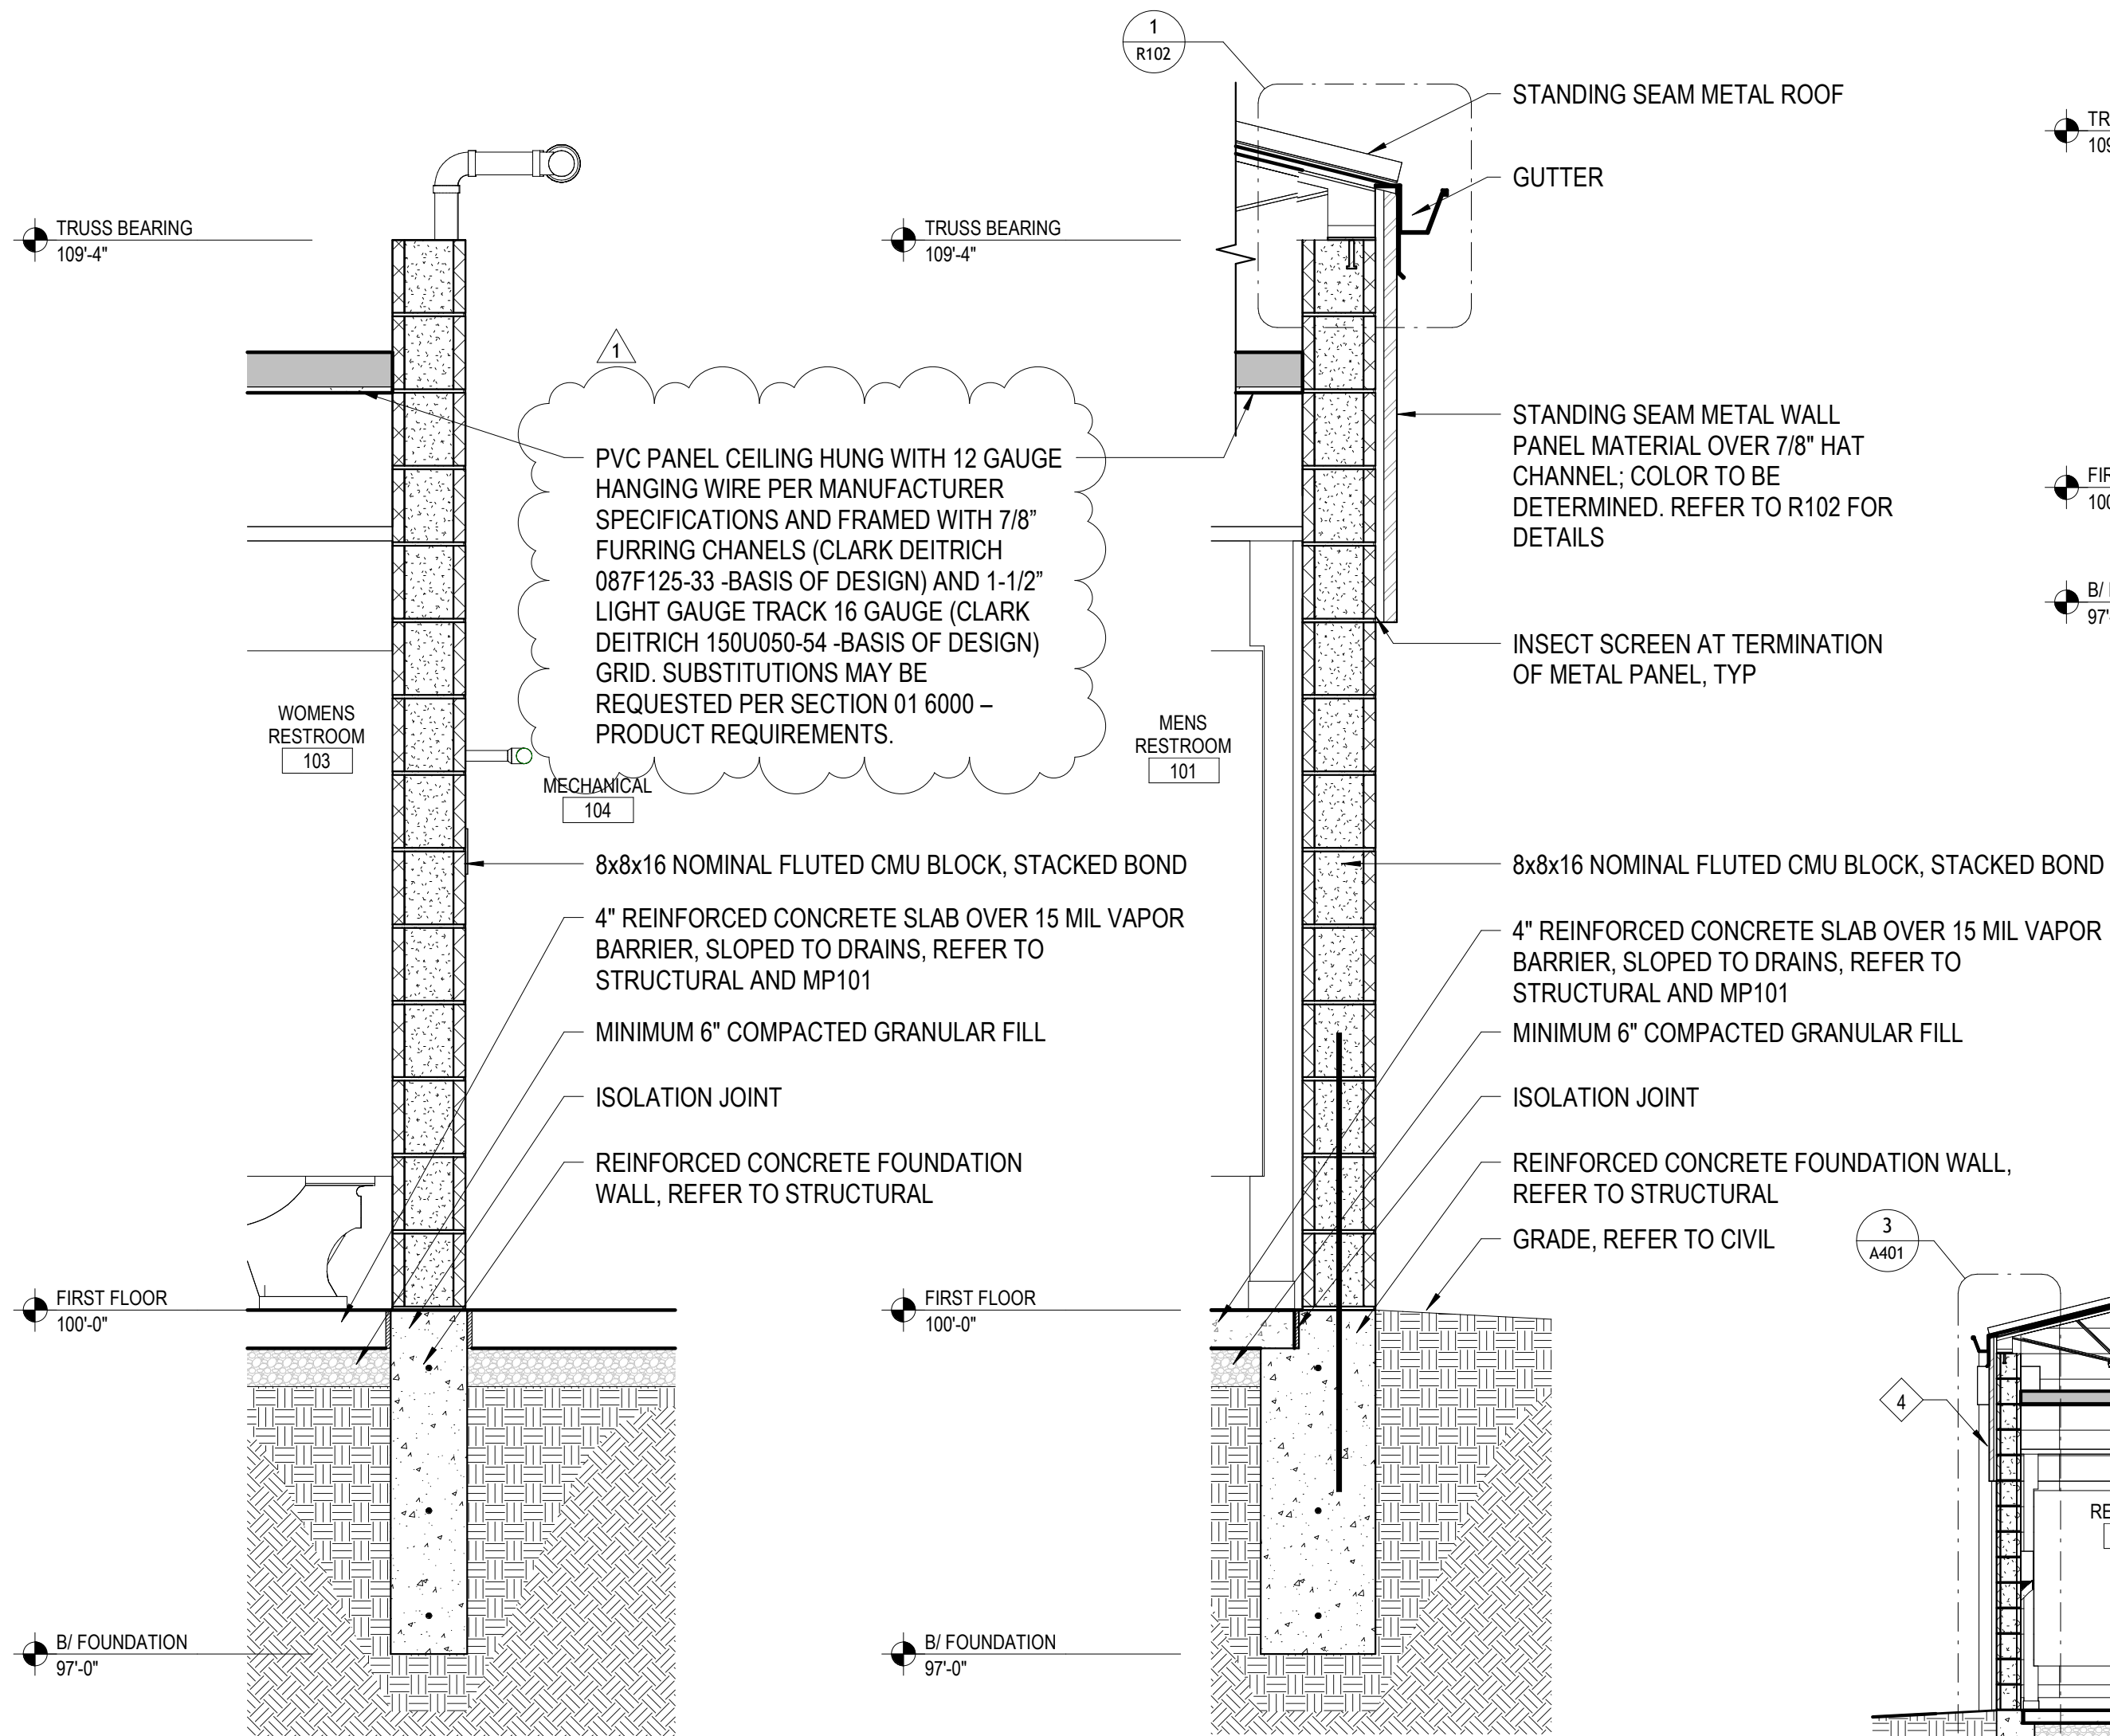 1
R102
STANDING SEAM METAL ROOF
GUTTER
TRUSS BEARING
109'-4"
TRUSS BEARING
109'-4"
1
PVC PANEL CEILING HUNG WITH 12 GAUGE
HANGING WIRE PER MANUFACTURER
SPECIFICATIONS AND FRAMED WITH 7/8”
FURRING CHANELS (CLARK DEITRICH
087F125-33 -BASIS OF DESIGN) AND 1-1/2”
LIGHT GAUGE TRACK 16 GAUGE (CLARK
DEITRICH 150U050-54 -BASIS OF DESIGN)
GRID. SUBSTITUTIONS MAY BE
REQUESTED PER SECTION 01 6000 –
PRODUCT REQUIREMENTS.
STANDING SEAM METAL WALL
PANEL MATERIAL OVER 7/8" HAT
CHANNEL; COLOR TO BE
DETERMINED. REFER TO R102 FOR
DETAILS
INSECT SCREEN AT TERMINATION
OF METAL PANEL, TYP
WOMENS
RESTROOM
103
MECHANICAL
104
MENS
RESTROOM
101
8x8x16 NOMINAL FLUTED CMU BLOCK, STACKED BOND
4" REINFORCED CONCRETE SLAB OVER 15 MIL VAPOR
BARRIER, SLOPED TO DRAINS, REFER TO
STRUCTURAL AND MP101
MINIMUM 6" COMPACTED GRANULAR FILL
ISOLATION JOINT
REINFORCED CONCRETE FOUNDATION
WALL, REFER TO STRUCTURAL
8x8x16 NOMINAL FLUTED CMU BLOCK, STACKED BOND
4" REINFORCED CONCRETE SLAB OVER 15 MIL VAPOR
BARRIER, SLOPED TO DRAINS, REFER TO
STRUCTURAL AND MP101
MINIMUM 6" COMPACTED GRANULAR FILL
ISOLATION JOINT
REINFORCED CONCRETE FOUNDATION WALL,
REFER TO STRUCTURAL
GRADE, REFER TO CIVIL
FIRST FLOOR
100'-0"
FIRST FLOOR
100'-0"
B/ FOUNDATION
97'-0"
B/ FOUNDATION
97'-0"
3
A401
4